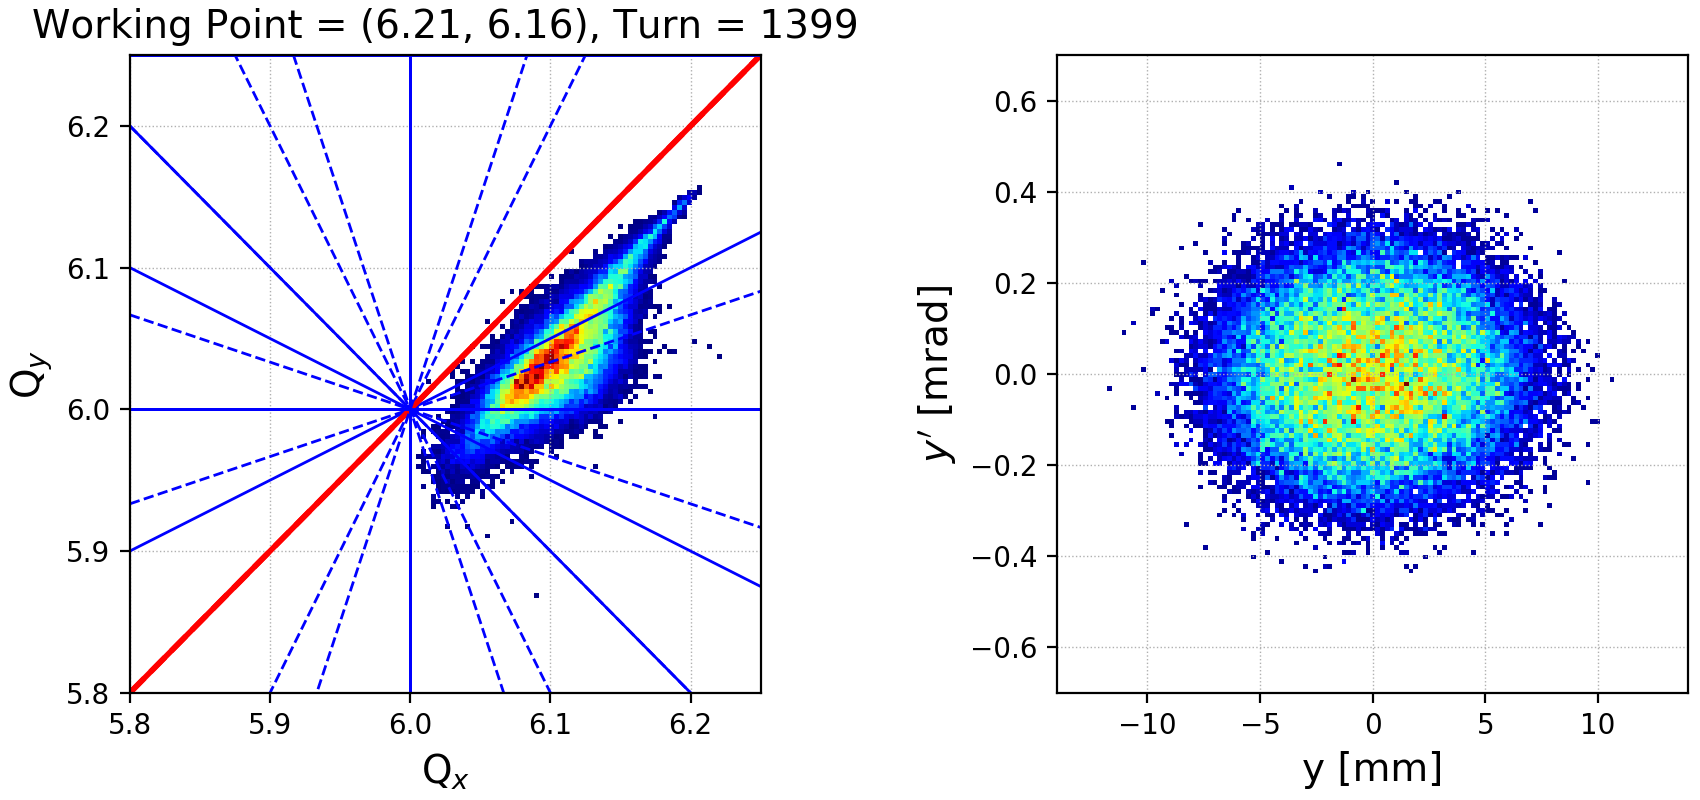 Working Point = (6.21, 6.16), Turn = 1399
6.2
6.1
6.0
5.9
5.8
Q_y
5.8 5.9 6.0 6.1 6.2
Q_x
0.6
0.4
0.2
0.0
−0.2
−0.4
−0.6
y′ [mrad]
−10 −5 0 5 10
y [mm]